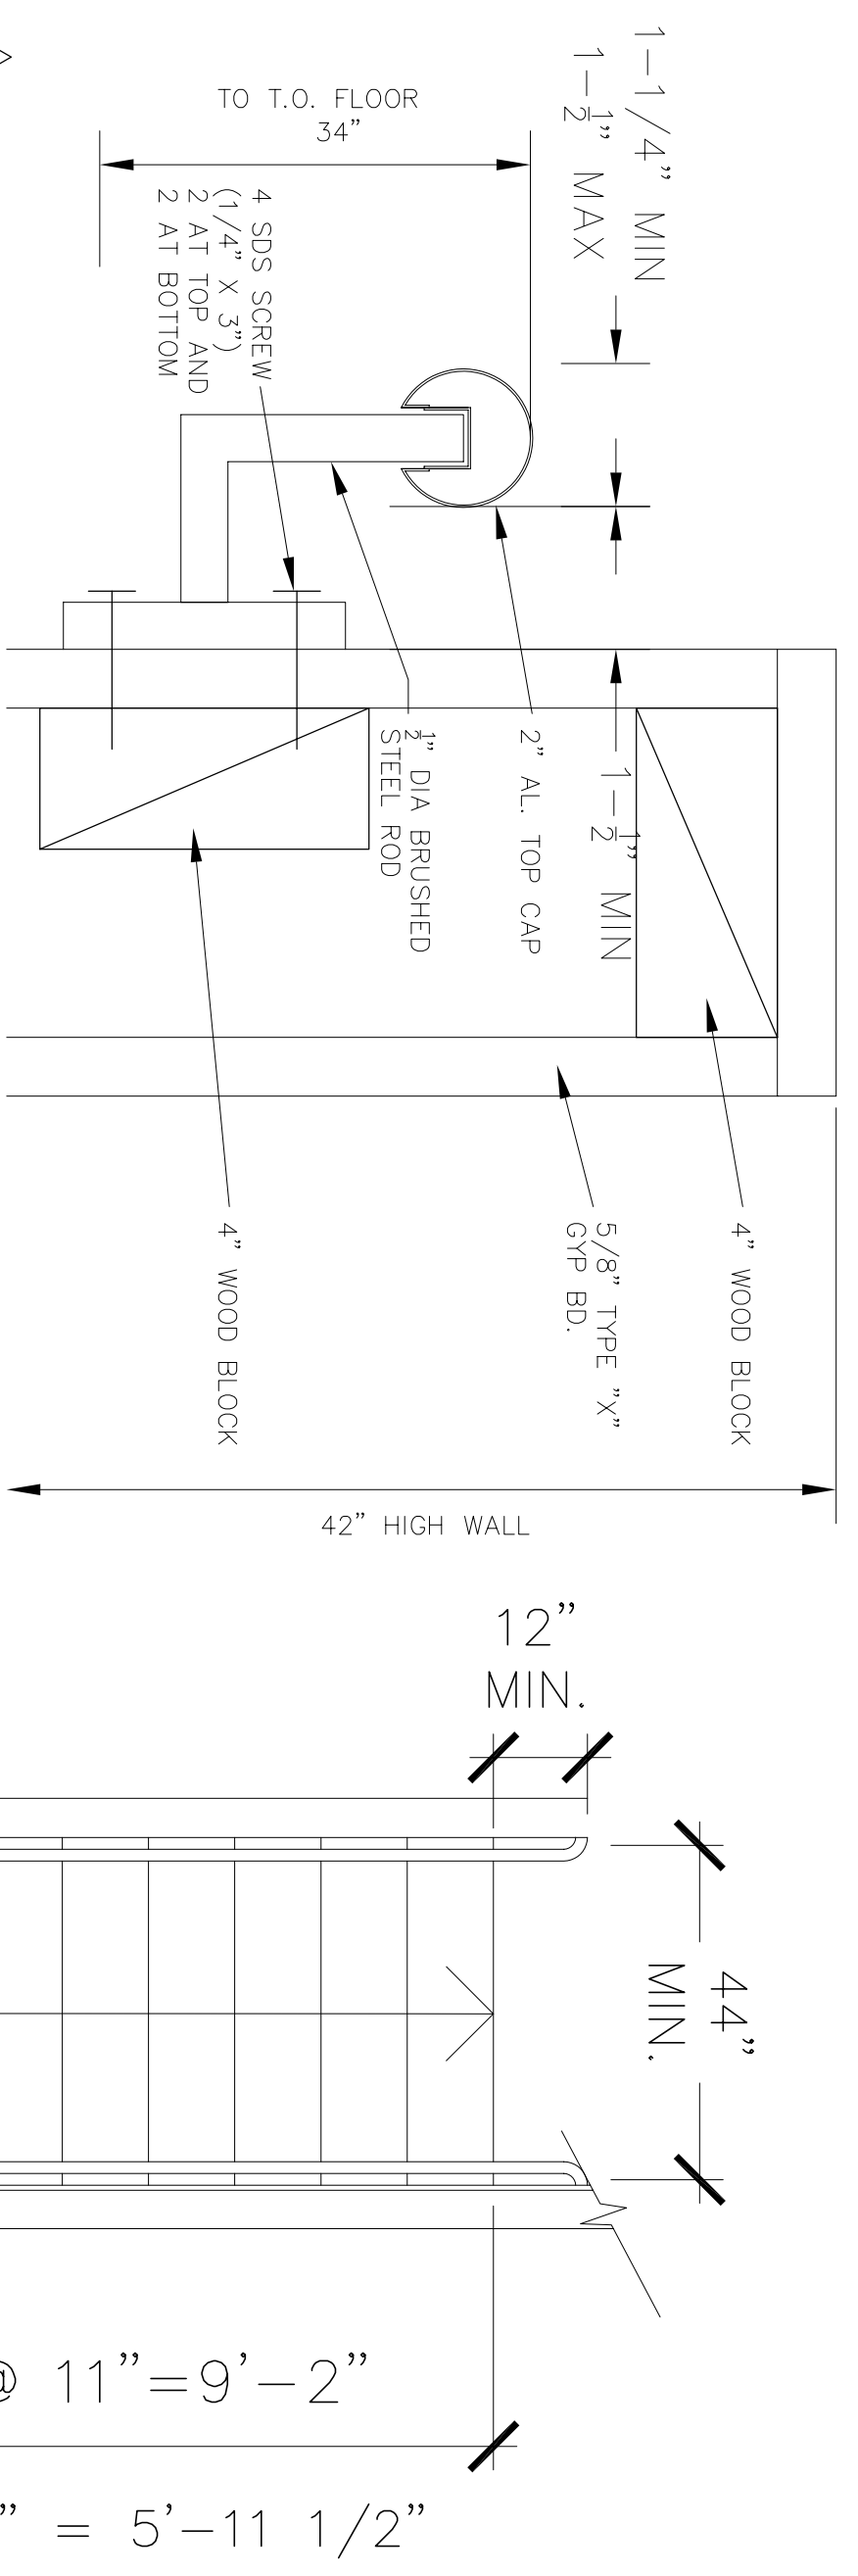 TO T.O. FLOOR
34"
1-1/4" MIN
1-1/2" MAX
4 SDS SCREW
(1/4" X 3")
2 AT TOP AND
2 AT BOTTOM
1/2" DIA BRUSHED
STEEL ROD
2" AL. TOP CAP
1-1/2" MIN
4" WOOD BLOCK
5/8" TYPE "X"
GYP BD.
4" WOOD BLOCK
42" HIGH WALL
12"
MIN.
44"
MIN.
@ 11"=9'-2"
" = 5'-11 1/2"